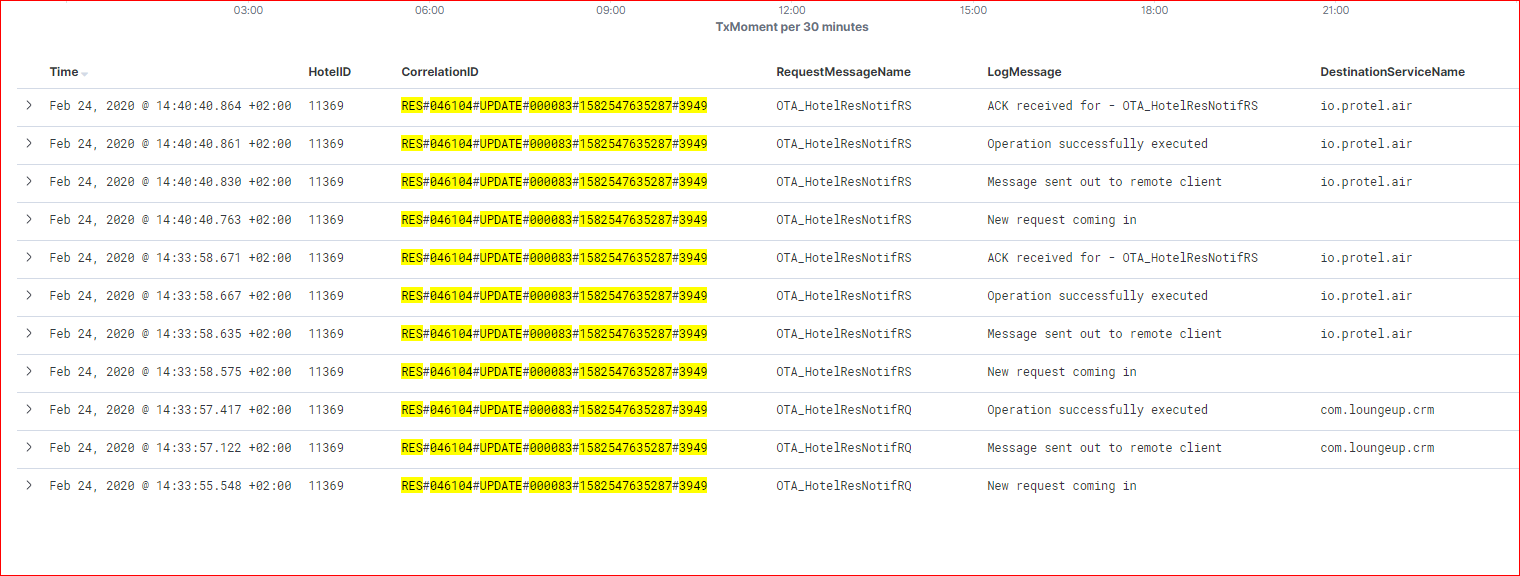 03:00 06:00 09:00 12:00 15:00 18:00 21:00
TxMoment per 30 minutes
Time HotelID CorrelationID RequestMessageName LogMessage DestinationServiceName
Feb 24, 2020 @ 14:40:40.864 +02:00 11369 RES#046104#UPDATE#000083#1582547635287#3949 OTA_HotelResNotifRS ACK received for - OTA_HotelResNotifRS io.protel.air
Feb 24, 2020 @ 14:40:40.861 +02:00 11369 RES#046104#UPDATE#000083#1582547635287#3949 OTA_HotelResNotifRS Operation successfully executed io.protel.air
Feb 24, 2020 @ 14:40:40.830 +02:00 11369 RES#046104#UPDATE#000083#1582547635287#3949 OTA_HotelResNotifRS Message sent out to remote client io.protel.air
Feb 24, 2020 @ 14:40:40.763 +02:00 11369 RES#046104#UPDATE#000083#1582547635287#3949 OTA_HotelResNotifRS New request coming in
Feb 24, 2020 @ 14:33:58.671 +02:00 11369 RES#046104#UPDATE#000083#1582547635287#3949 OTA_HotelResNotifRS ACK received for - OTA_HotelResNotifRS io.protel.air
Feb 24, 2020 @ 14:33:58.667 +02:00 11369 RES#046104#UPDATE#000083#1582547635287#3949 OTA_HotelResNotifRS Operation successfully executed io.protel.air
Feb 24, 2020 @ 14:33:58.635 +02:00 11369 RES#046104#UPDATE#000083#1582547635287#3949 OTA_HotelResNotifRS Message sent out to remote client io.protel.air
Feb 24, 2020 @ 14:33:58.575 +02:00 11369 RES#046104#UPDATE#000083#1582547635287#3949 OTA_HotelResNotifRS New request coming in
Feb 24, 2020 @ 14:33:57.417 +02:00 11369 RES#046104#UPDATE#000083#1582547635287#3949 OTA_HotelResNotifRQ Operation successfully executed com.loungeup.crm
Feb 24, 2020 @ 14:33:57.122 +02:00 11369 RES#046104#UPDATE#000083#1582547635287#3949 OTA_HotelResNotifRQ Message sent out to remote client com.loungeup.crm
Feb 24, 2020 @ 14:33:55.548 +02:00 11369 RES#046104#UPDATE#000083#1582547635287#3949 OTA_HotelResNotifRQ New request coming in